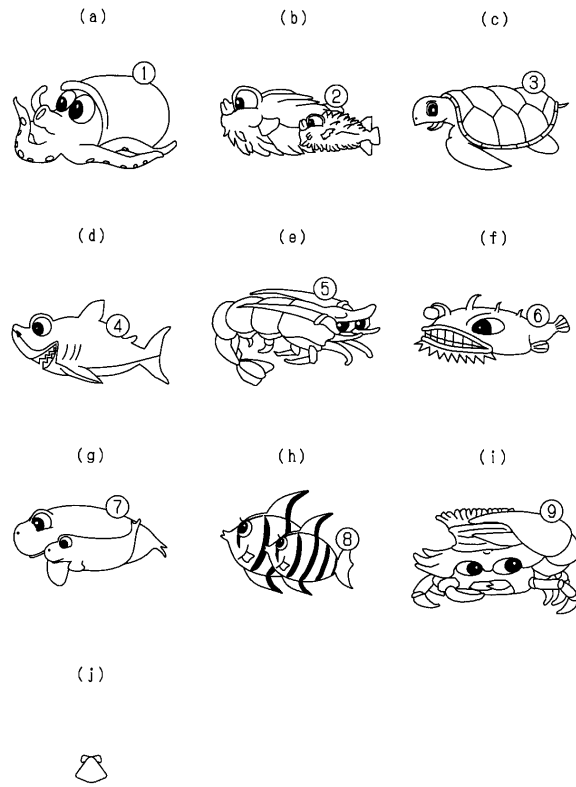 (a) (b) (c)
① ② ③
(d) (e) (f)
④ ⑤ ⑥
(g) (h) (i)
⑦ ⑧ ⑨
(j)